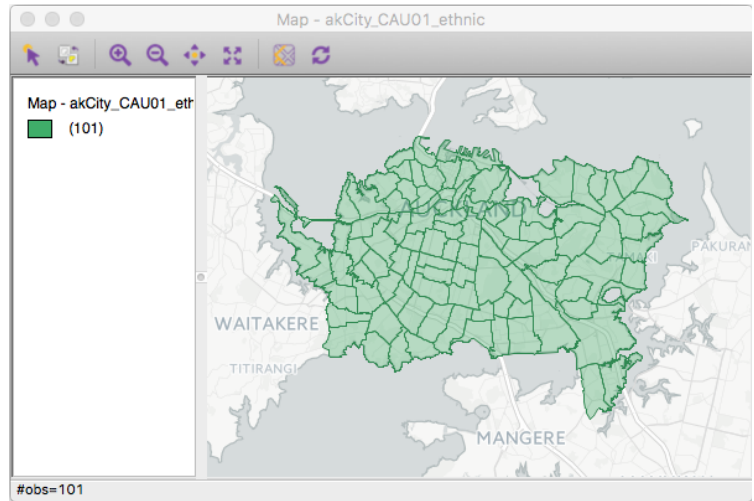 Map - akCity_CAU01_ethnic
Map - akCity_CAU01_eth
(101)
AUCKLAND
PAKURAN
WAITAKERE
TITIRANGI
MANGERE
#obs=101